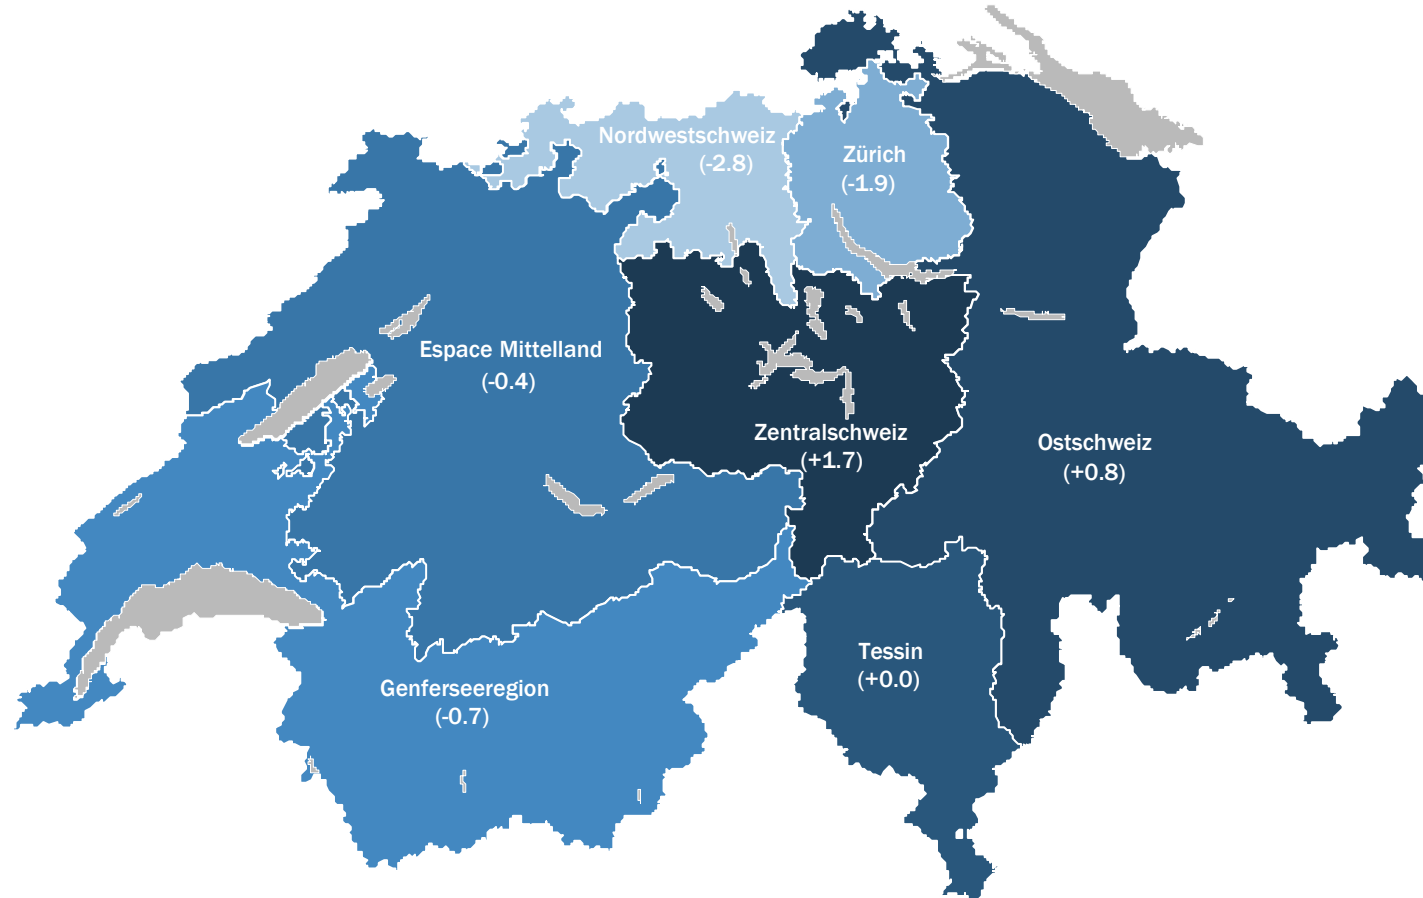 Nordwestschweiz
(-2.8)
Zürich
(-1.9)
Espace Mittelland
(-0.4)
Zentralschweiz
(+1.7)
Ostschweiz
(+0.8)
Tessin
(+0.0)
Genferseeregion
(-0.7)